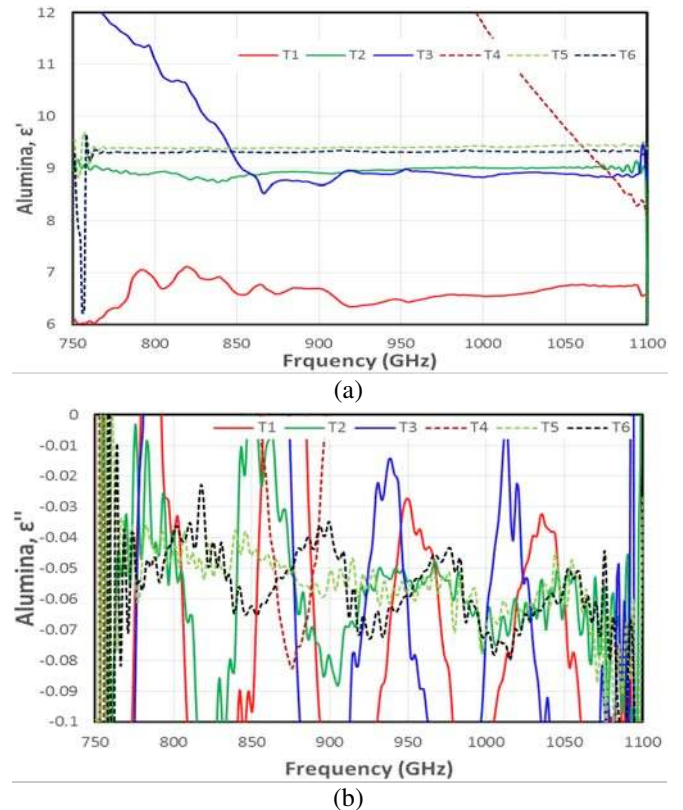 12
T1 T2 T3 T4 T5 T6
11
10
9
8
7
6
Alumina, ε'
750 800 850 900 950 1000 1050 1100
Frquency (GHz)
(a)
0
T1 T2 T3 T4 T5 T6
-0.01
-0.02
-0.03
-0.04
-0.05
-0.06
-0.07
-0.08
-0.09
-0.1
Alumina, ε''
750 800 850 900 950 1000 1050 1100
Frequency (GHz)
(b)